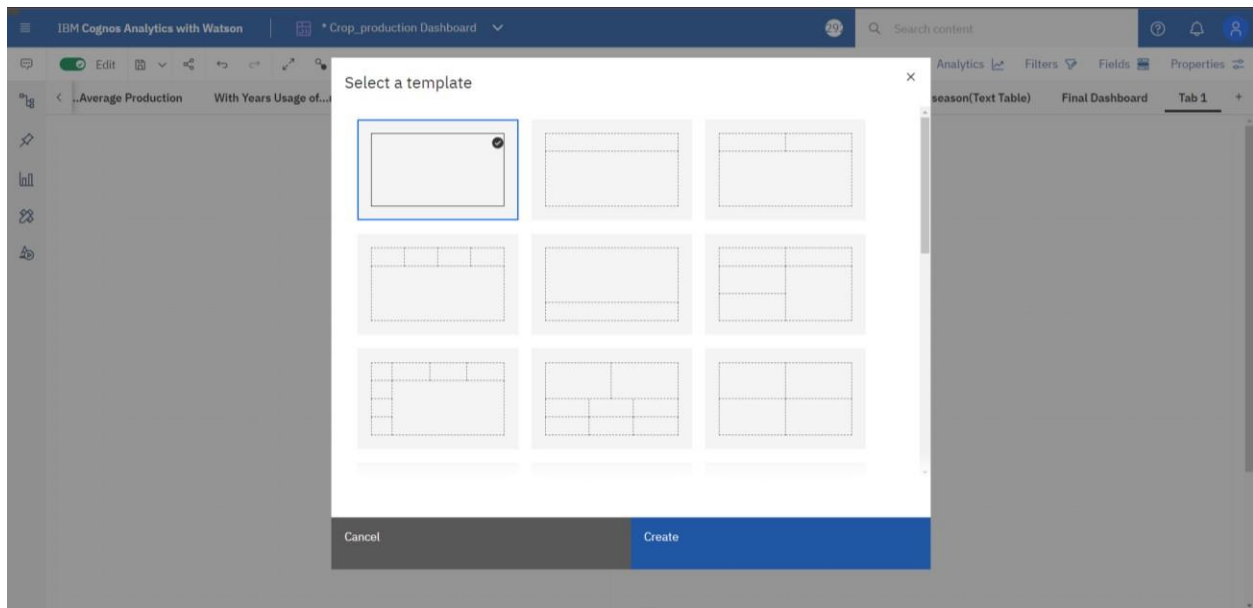 IBM Cognos Analytics with Watson
* Crop_production Dashboard
29
Search content
Edit
Analytics
Filters
Fields
Properties
...Average Production
With Years Usage of...
season(Text Table)
Final Dashboard
Tab 1
+
Select a template
Cancel
Create